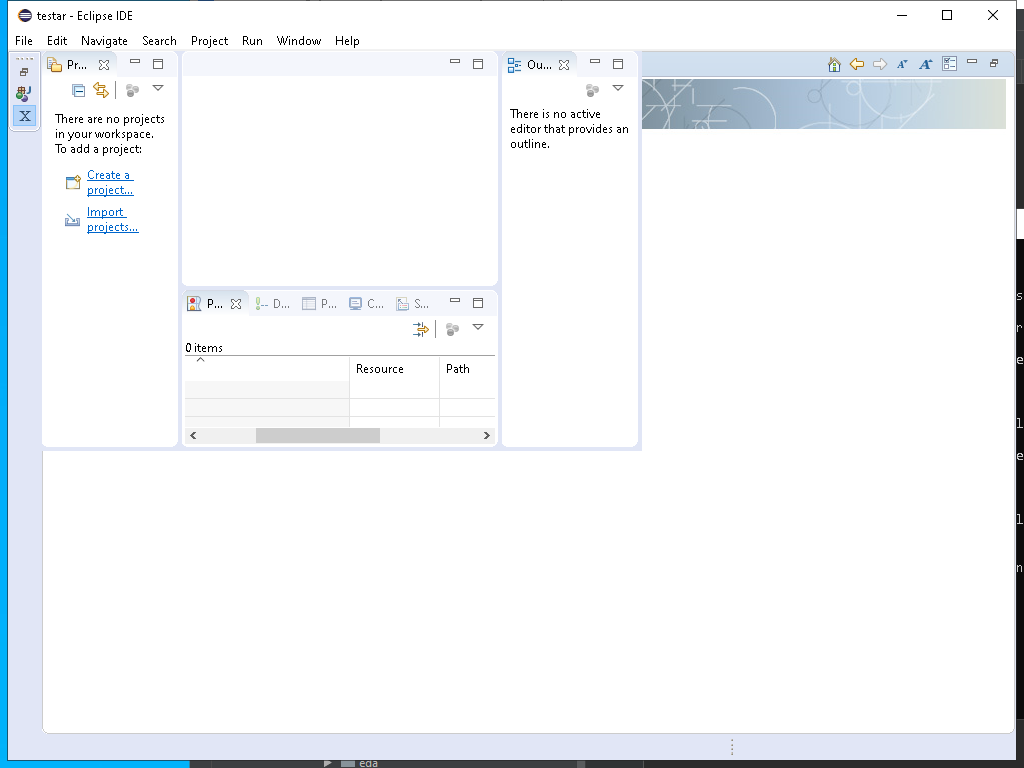 testar - Eclipse IDE
File Edit Navigate Search Project Run Window Help
Pr...
Ou...
There are no projects
in your workspace.
To add a project:
Create a
project...
Import
projects...
There is no active
editor that provides an
outline.
P... D... P... C... S...
0 items
Resource Path
X
A A
s
r
e
l
e
l
n
eda